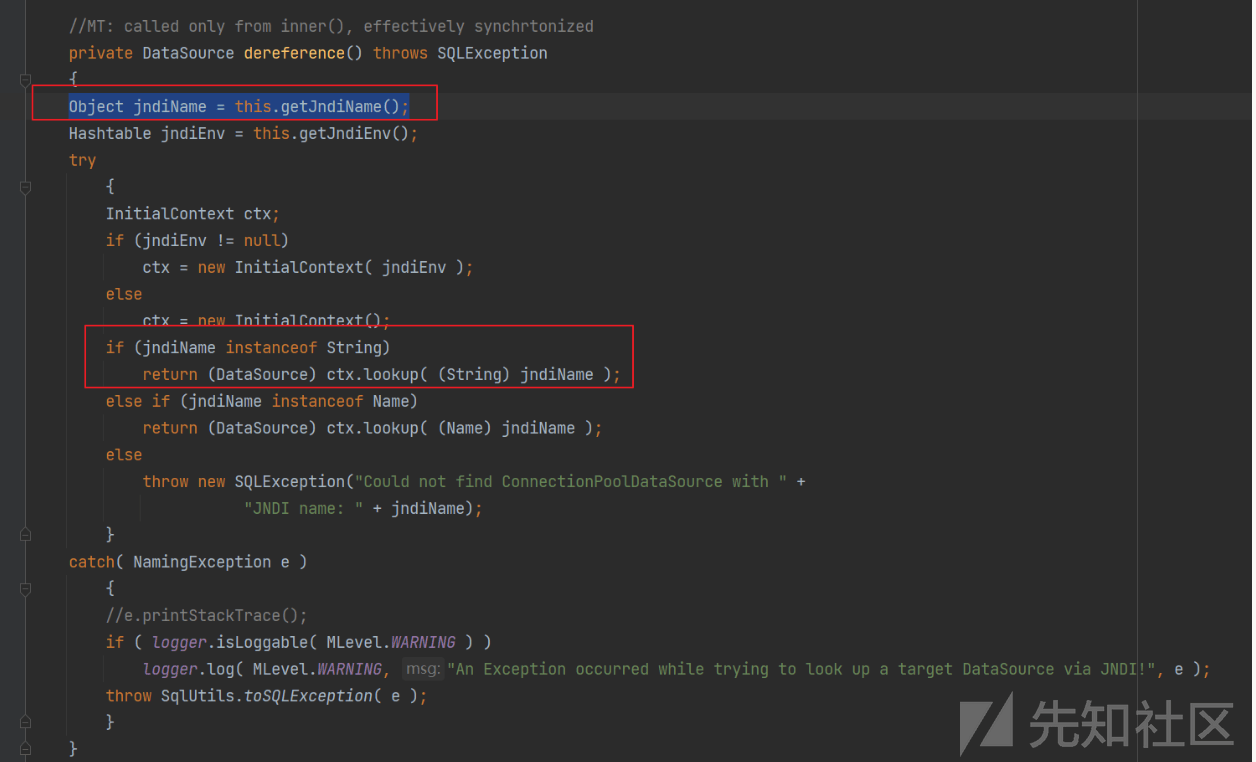 //MT: called only from inner(), effectively synchrtonized
private DataSource dereference() throws SQLException
{
Object jndiName = this.getJndiName();
Hashtable jndiEnv = this.getJndiEnv();
try
{
InitialContext ctx;
if (jndiEnv != null)
ctx = new InitialContext( jndiEnv );
else
ctx = new InitialContext();
if (jndiName instanceof String)
return (DataSource) ctx.lookup( (String) jndiName );
else if (jndiName instanceof Name)
return (DataSource) ctx.lookup( (Name) jndiName );
else
throw new SQLException("Could not find ConnectionPoolDataSource with " +
"JNDI name: " + jndiName);
}
catch( NamingException e )
{
//e.printStackTrace();
if ( logger.isLoggable( MLevel.WARNING ) )
logger.log( MLevel.WARNING, msg: "An Exception occurred while trying to look up a target DataSource via JNDI!", e );
throw SqlUtils.toSQLException( e );
}
}
先知社区